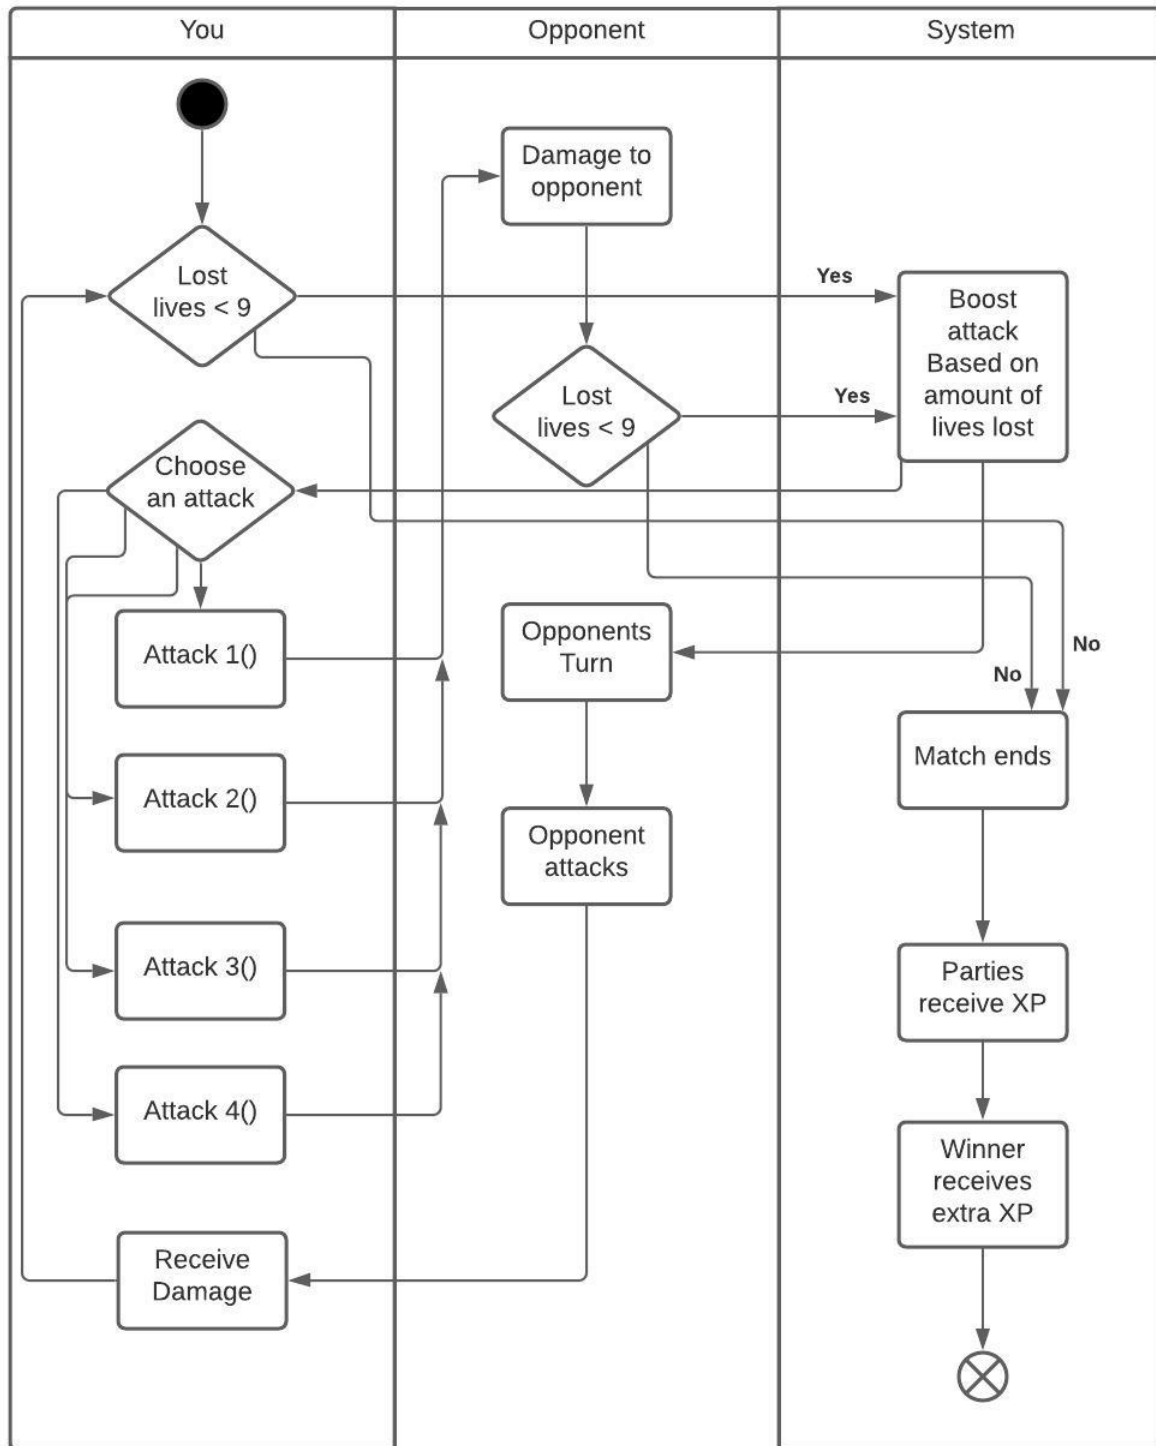 You
Opponent
System
Damage to
opponent
Lost
lives < 9
Yes
Boost
attack
Based on
amount of
lives lost
Lost
lives < 9
Yes
Choose
an attack
Opponents
Turn
No
No
Attack 1()
Match ends
Attack 2()
Opponent
attacks
Attack 3()
Parties
receive XP
Attack 4()
Winner
receives
extra XP
Receive
Damage